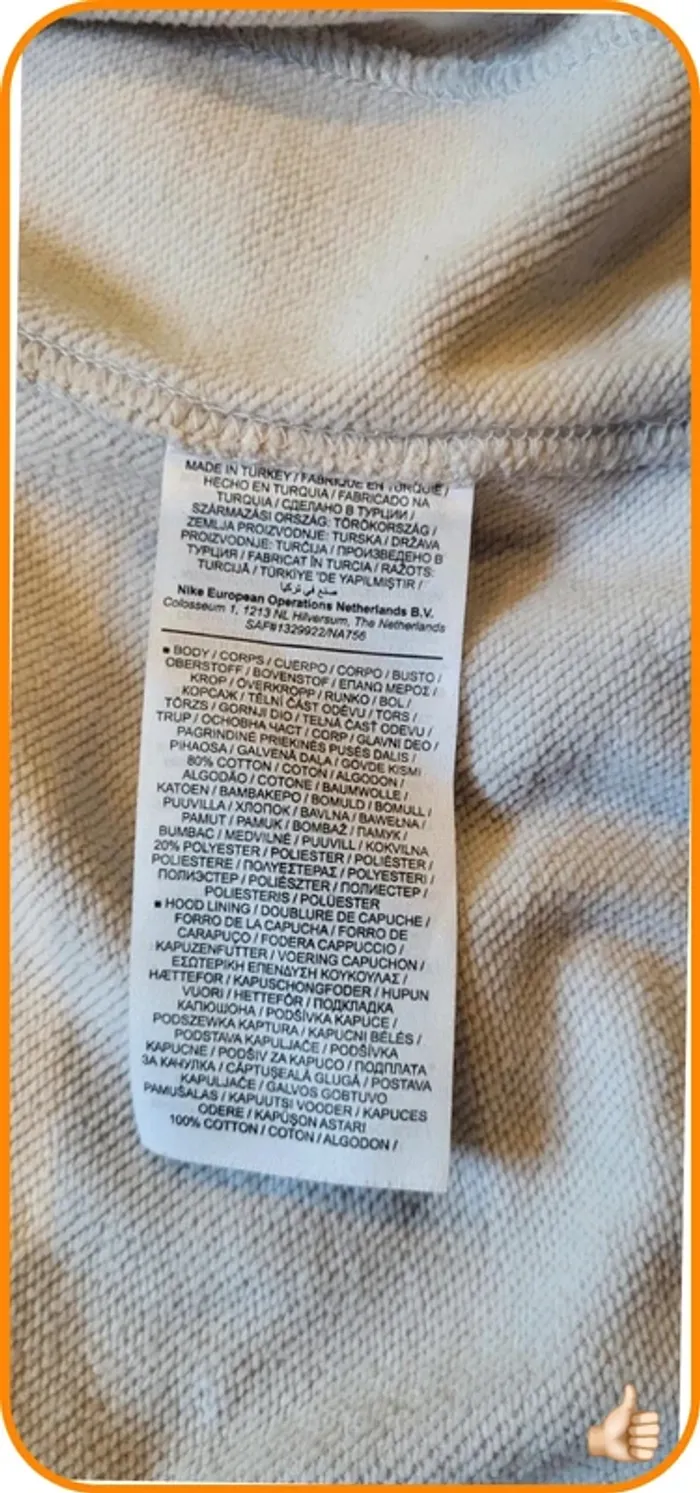 MADE IN TURKEY / FABRIQUÉ EN TURQUIE /
HECHO EN TURQUIA / FABRICADO NA
TURQUIA / СДЕЛАНО В ТУРЦИИ /
SZÁRMAZÁSI ORSZÁG: TÖRÖKORSZÁG /
ZEMLJA PROIZVODNJE: TURSKA / DRŽAVA
PROIZVODNJE: TURČIJA / ПРОИЗВЕДЕНО В
ТУРЦИЯ / FABRICAT ÎN TURCIA / RAŽOTS:
TURCIJĀ / TÜRKİYE 'DE YAPILMIŞTIR /
صنع في تركيا
Nike European Operations Netherlands B.V.
Colosseum 1, 1213 NL Hilversum, The Netherlands
SAF#1329922/NA756
▪ BODY / CORPS / CUERPO / CORPO / BUSTO /
OBERSTOFF / BOVENSTOF / ΕΠΑΝΩ ΜΕΡΟΣ /
KROP / ÖVERKROPP / RUNKO / BOL /
КОРСАЖ / TĚLNÍ ČÁST ODĚVU / TORS /
TÖRZS / GORNJI DIO / TELNÁ ČASŤ ODEVU /
TRUP / ОСНОВНА ЧАСТ / CORP / GLAVNI DEO /
PAGRINDINĖ PRIEKINĖS PUSĖS DALIS /
PIHAOSA / GALVENĀ DAĻA / GÖVDE KISMI
80% COTTON / COTON / ALGODON /
ALGODÃO / COTONE / BAUMWOLLE /
KATOEN / ΒΑΜΒΑΚΕΡΟ / BOMULD / BOMULL /
PUUVILLA / ХЛОПОК / BAVLNA / BAWEŁNA /
PAMUT / PAMUK / BOMBAŽ / ПАМУК /
BUMBAC / MEDVILNĖ / PUUVILL / KOKVILNA
20% POLYESTER / POLIESTER / POLIÉSTER /
POLIESTERE / ΠΟΛΥΕΣΤΕΡΑΣ / POLYESTERI /
ПОЛИЭСТЕР / POLIÉSZTER / ПОЛИЕСТЕР /
POLIESTERIS / POLÜESTER
▪ HOOD LINING / DOUBLURE DE CAPUCHE /
FORRO DE LA CAPUCHA / FORRO DE
CARAPUÇO / FODERA CAPPUCCIO /
KAPUZENFUTTER / VOERING CAPUCHON /
ΕΣΩΤΕΡΙΚΗ ΕΠΕΝΔΥΣΗ ΚΟΥΚΟΥΛΑΣ /
HÆTTEFOR / KAPUSCHONGFODER / HUPUN
VUORI / HETTEFÔR / ПОДКЛАДКА
КАПЮШОНА / PODŠÍVKA KAPUCE /
PODSZEWKA KAPTURA / KAPUCNI BÉLÉS /
PODSTAVA KAPULJAČE / PODŠÍVKA
KAPUCNE / PODŠIV ZA KAPUCO / ПОДПЛАТА
ЗА КАЧУЛКА / CĂPTUŞEALĂ GLUGĂ / POSTAVA
KAPULJAČE / GALVOS GOBTUVO
PAMUŠALAS / KAPUUTSI VOODER / KAPUCES
ODERE / KAPÜŞON ASTARI
100% COTTON / COTON / ALGODON /